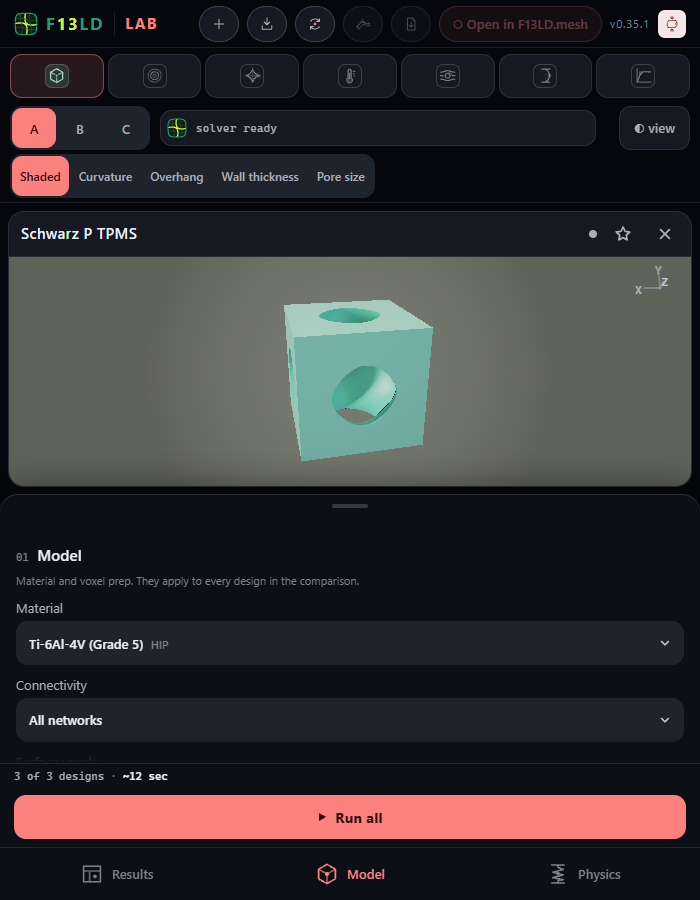 F13LD LAB
Open in F13LD.mesh
v0.35.1
A B C
solver ready
view
Shaded Curvature Overhang Wall thickness Pore size
Schwarz P TPMS
Y
X Z
01 Model
Material and voxel prep. They apply to every design in the comparison.
Material
Ti-6Al-4V (Grade 5) HIP
Connectivity
All networks
3 of 3 designs · ~12 sec
Run all
Results Model Physics